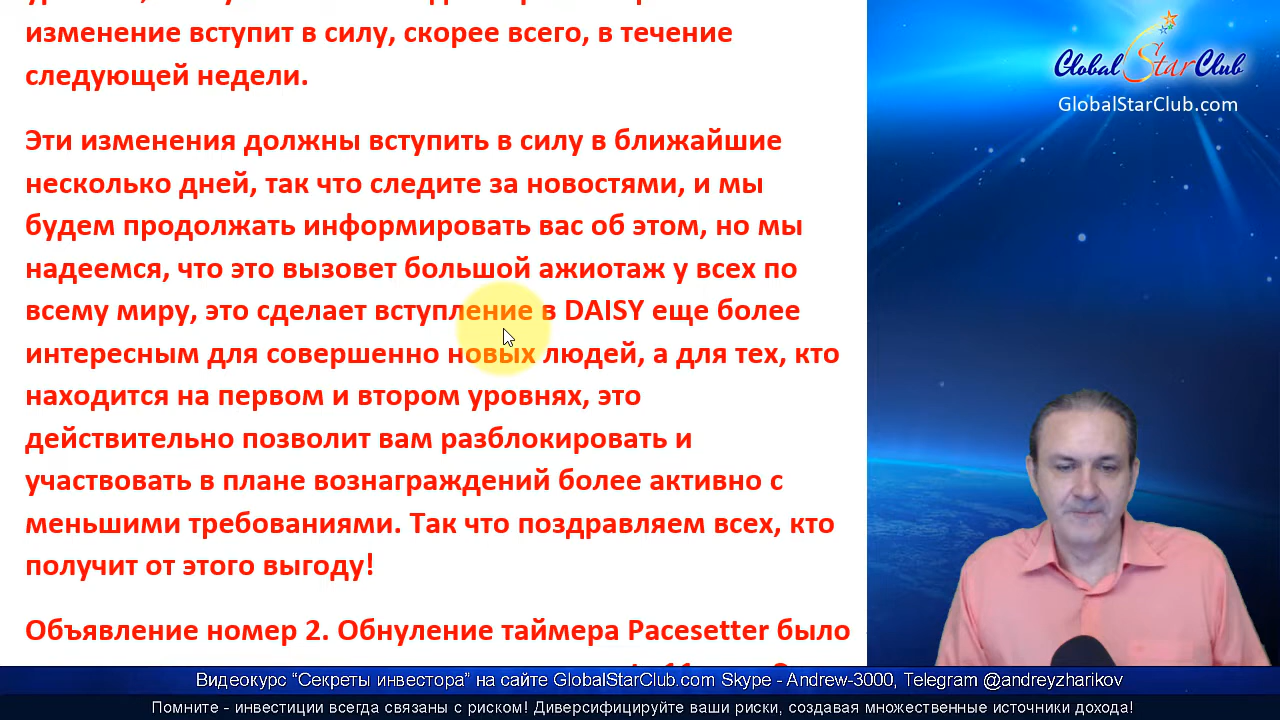 изменение вступит в силу, скорее всего, в течение
следующей недели.
Эти изменения должны вступить в силу в ближайшие
несколько дней, так что следите за новостями, и мы
будем продолжать информировать вас об этом, но мы
надеемся, что это вызовет большой ажиотаж у всех по
всему миру, это сделает вступление в DAISY еще более
интересным для совершенно новых людей, а для тех, кто
находится на первом и втором уровнях, это
действительно позволит вам разблокировать и
участвовать в плане вознаграждений более активно с
меньшими требованиями. Так что поздравляем всех, кто
получит от этого выгоду!
Объявление номер 2. Обнуление таймера Pacesetter было
Global Star Club
GlobalStarClub.com
Видеокурс “Секреты инвестора” на сайте GlobalStarClub.com Skype - Andrew-3000, Telegram @andreyzharikov
Помните - инвестиции всегда связаны с риском! Диверсифицируйте ваши риски, создавая множественные источники дохода!